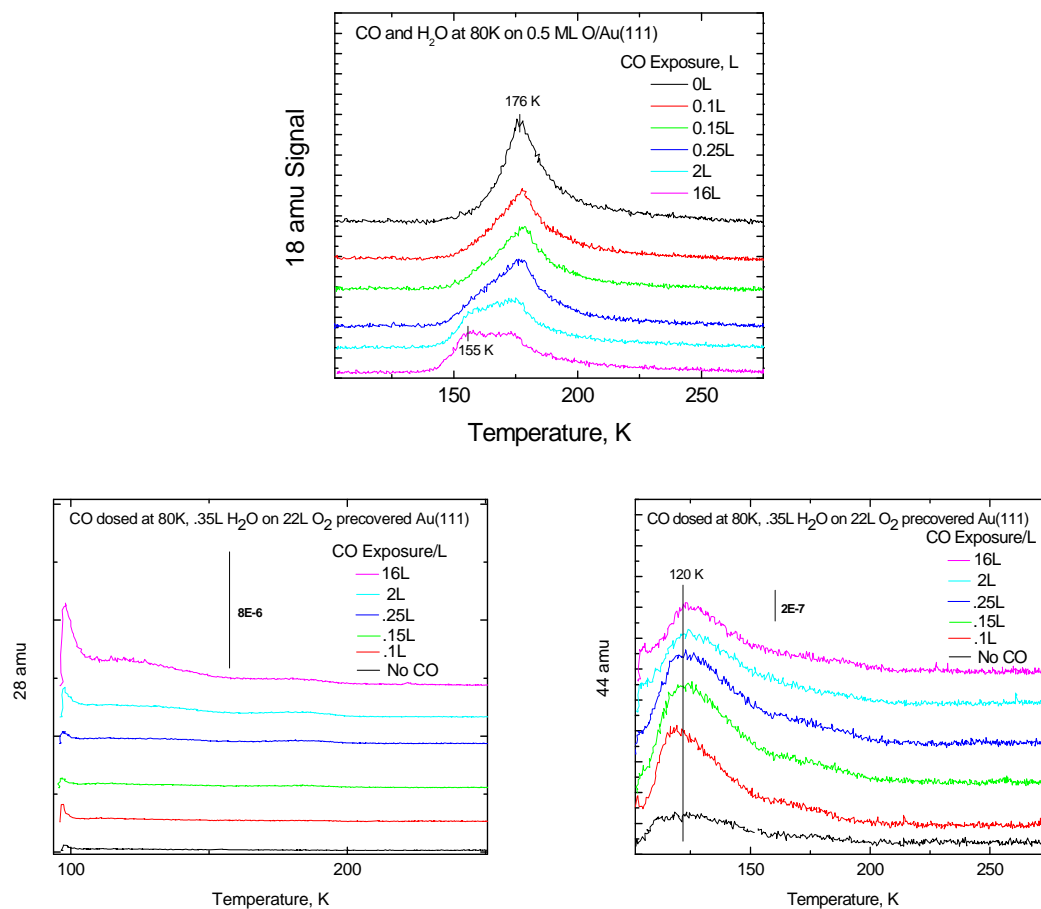 CO and H2O at 80K on 0.5 ML O/Au(111)
CO Exposure, L
0L
0.1L
0.15L
0.25L
2L
16L
176 K
155 K
18 amu Signal
150 200 250
Temperature, K
CO dosed at 80K, .35L H2O on 22L O2 precovered Au(111)
CO Exposure/L
16L
2L
.25L
.15L
.1L
No CO
8E-6
28 amu
100 200
Temperature, K
CO dosed at 80K, .35L H2O on 22L O2 precovered Au(111)
CO Exposure/L
16L
2L
.25L
.15L
.1L
No CO
120 K
2E-7
44 amu
150 200 250
Temperature, K